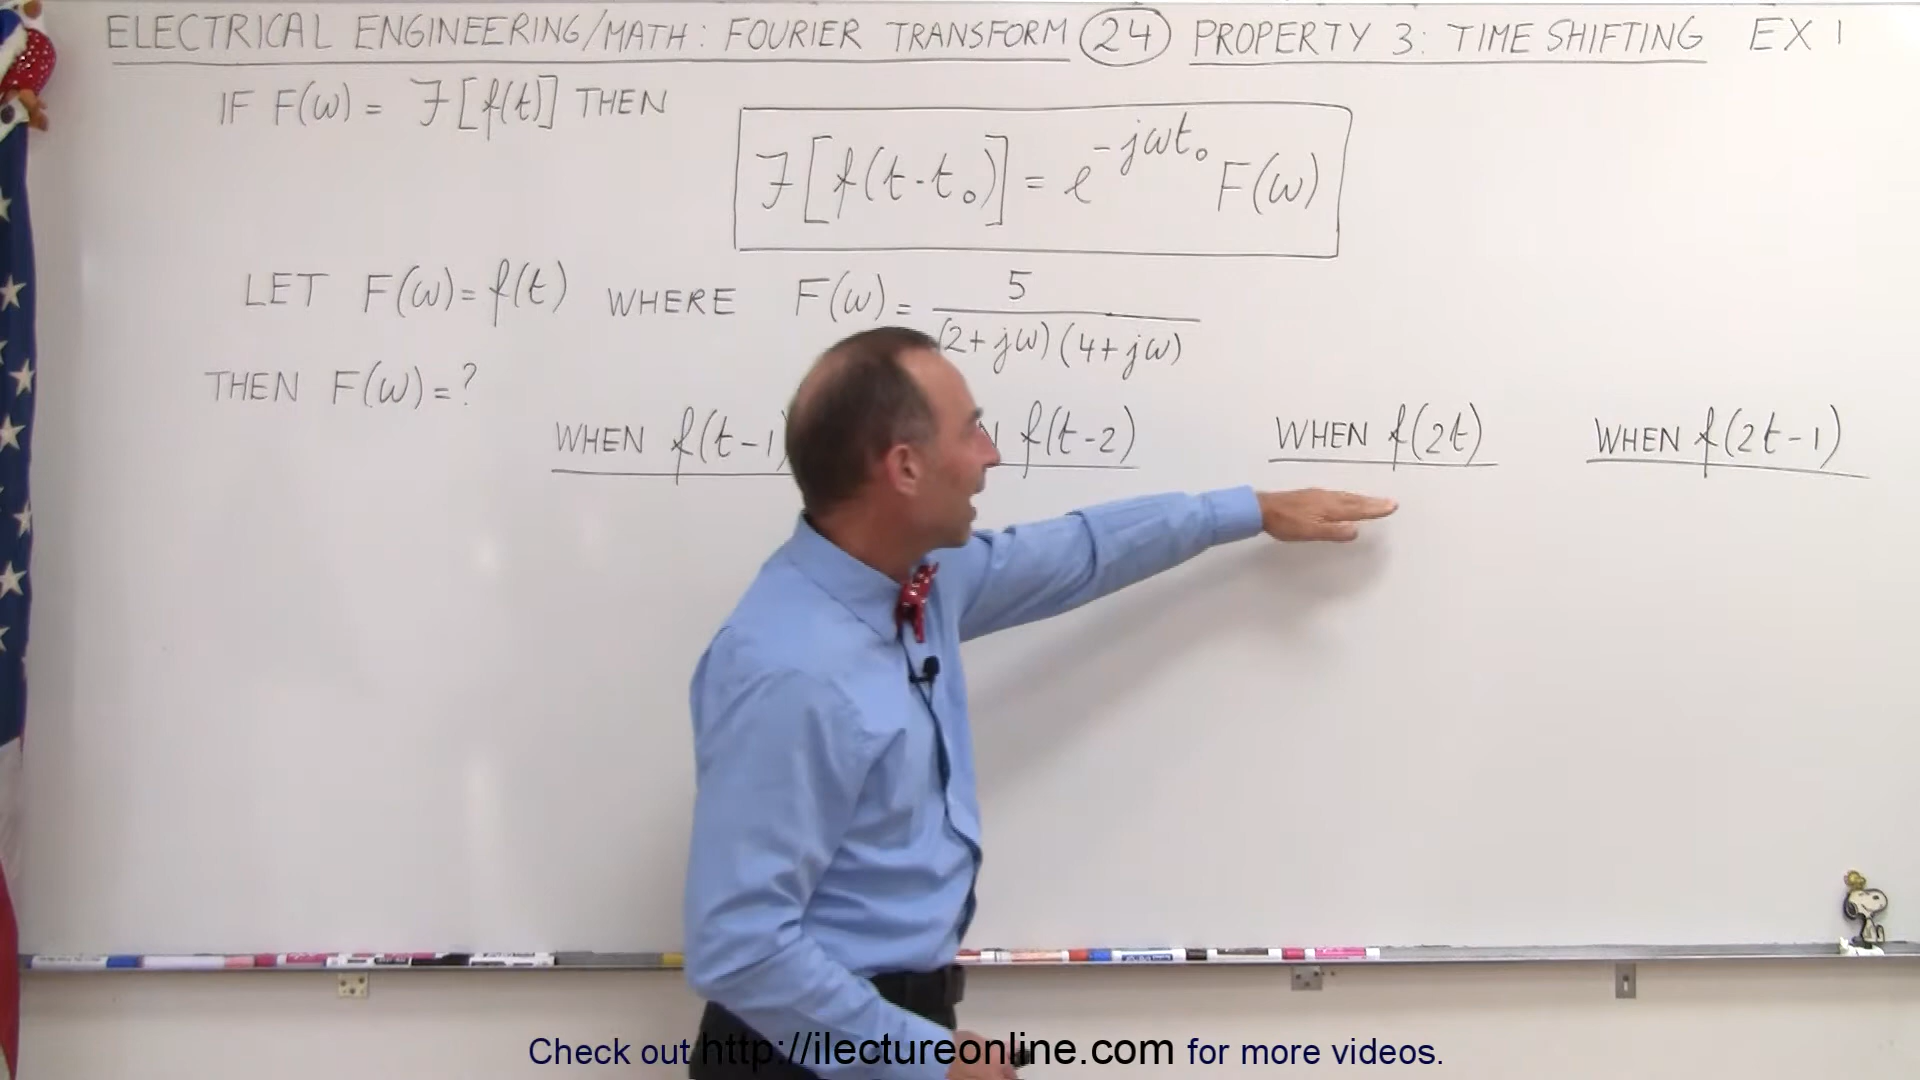 ELECTRICAL ENGINEERING/MATH: FOURIER TRANSFORM 24 PROPERTY 3: TIME SHIFTING EX 1
IF F(ω) = ℱ[f(t)] THEN
ℱ[f(t-t₀)] = e^{-jωt₀} F(ω)
LET F(ω) = f(t) WHERE F(ω) = 5 / (2+jω)(4+jω)
THEN F(ω) = ?
WHEN f(t-1) f(t-2) WHEN f(2t) WHEN f(2t-1)
Check out http://ilectureonline.com for more videos.